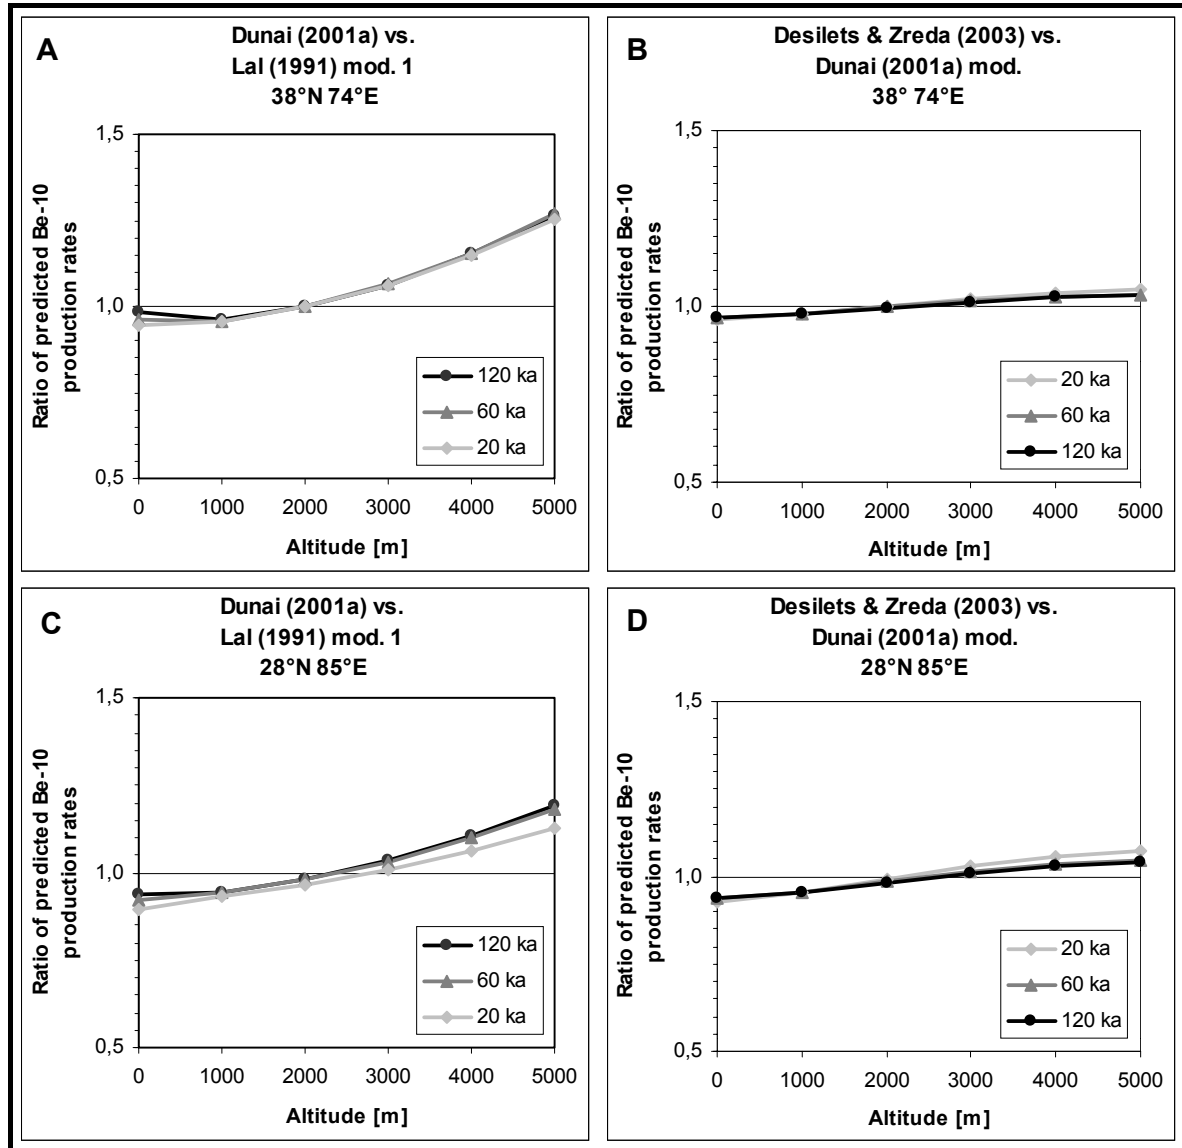 A
Dunai (2001a) vs.
Lal (1991) mod. 1
38°N 74°E
Ratio of predicted Be-10
production rates
1,5
1,0
0,5
120 ka
60 ka
20 ka
0 1000 2000 3000 4000 5000
Altitude [m]
B
Desilets & Zreda (2003) vs.
Dunai (2001a) mod.
38° 74°E
Ratio of predicted Be-10
production rates
1,5
1,0
0,5
20 ka
60 ka
120 ka
0 1000 2000 3000 4000 5000
Altitude [m]
C
Dunai (2001a) vs.
Lal (1991) mod. 1
28°N 85°E
Ratio of predicted Be-10
production rates
1,5
1,0
0,5
120 ka
60 ka
20 ka
0 1000 2000 3000 4000 5000
Altitude [m]
D
Desilets & Zreda (2003) vs.
Dunai (2001a) mod.
28°N 85°E
Ratio of predicted Be-10
production rates
1,5
1,0
0,5
20 ka
60 ka
120 ka
0 1000 2000 3000 4000 5000
Altitude [m]